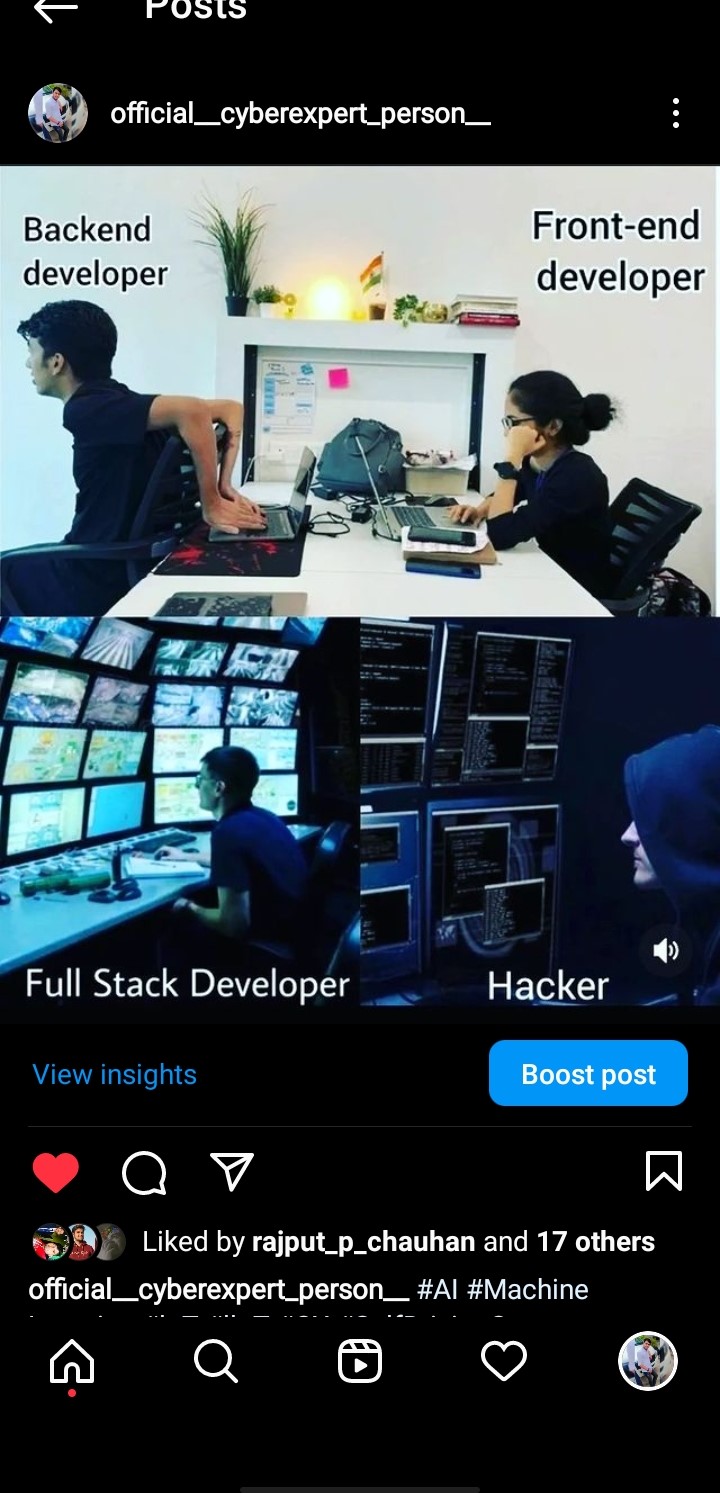 Posts
official__cyberexpert_person__
Backend
developer
Front-end
developer
Full Stack Developer
Hacker
View insights
Boost post
Liked by rajput_p_chauhan and 17 others
official__cyberexpert_person__ #AI #Machine